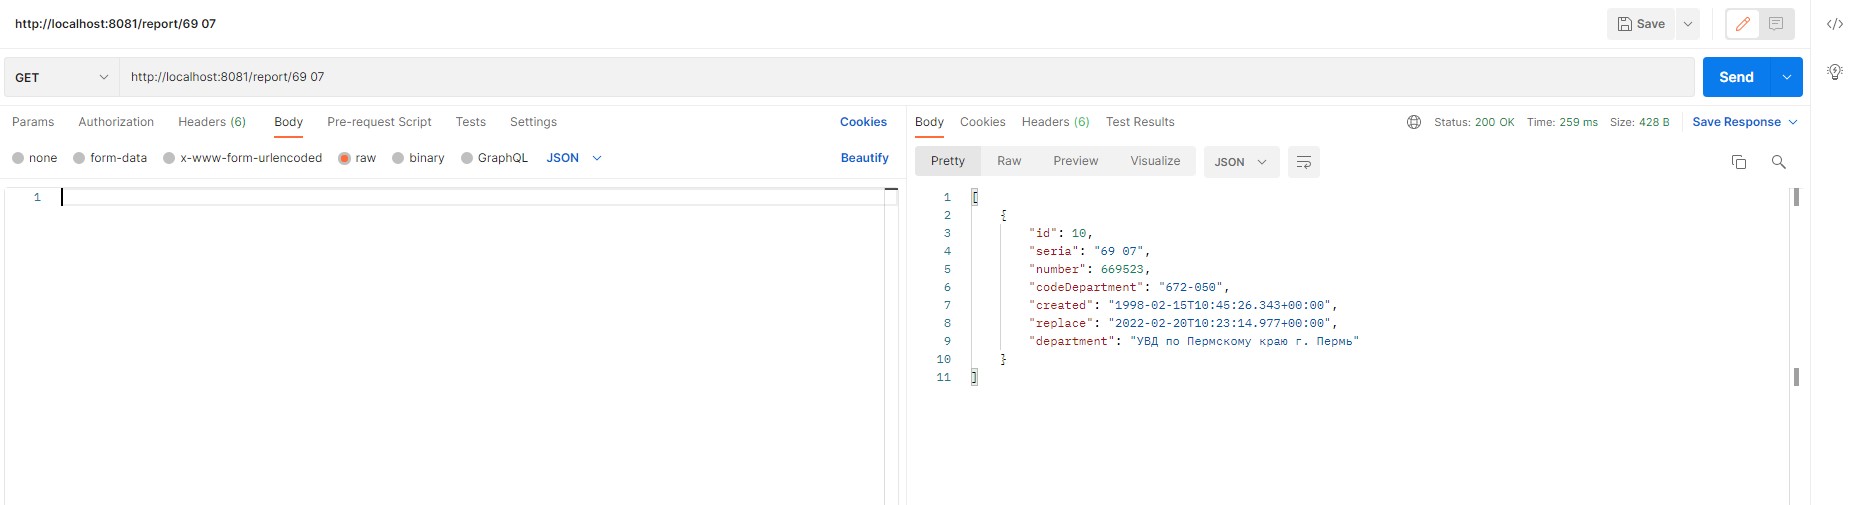 http://localhost:8081/report/69 07
Save
GET http://localhost:8081/report/69 07 Send
Params Authorization Headers (6) Body Pre-request Script Tests Settings Cookies
none form-data x-www-form-urlencoded raw binary GraphQL JSON Beautify
1
Body Cookies Headers (6) Test Results Status: 200 OK Time: 259 ms Size: 428 B Save Response
Pretty Raw Preview Visualize JSON
1 [
2 {
3 "id": 10,
4 "seria": "69 07",
5 "number": 669523,
6 "codeDepartment": "672-050",
7 "created": "1998-02-15T10:45:26.343+00:00",
8 "replace": "2022-02-20T10:23:14.977+00:00",
9 "department": "УВД по Пермскому краю г. Пермь"
10 }
11 ]